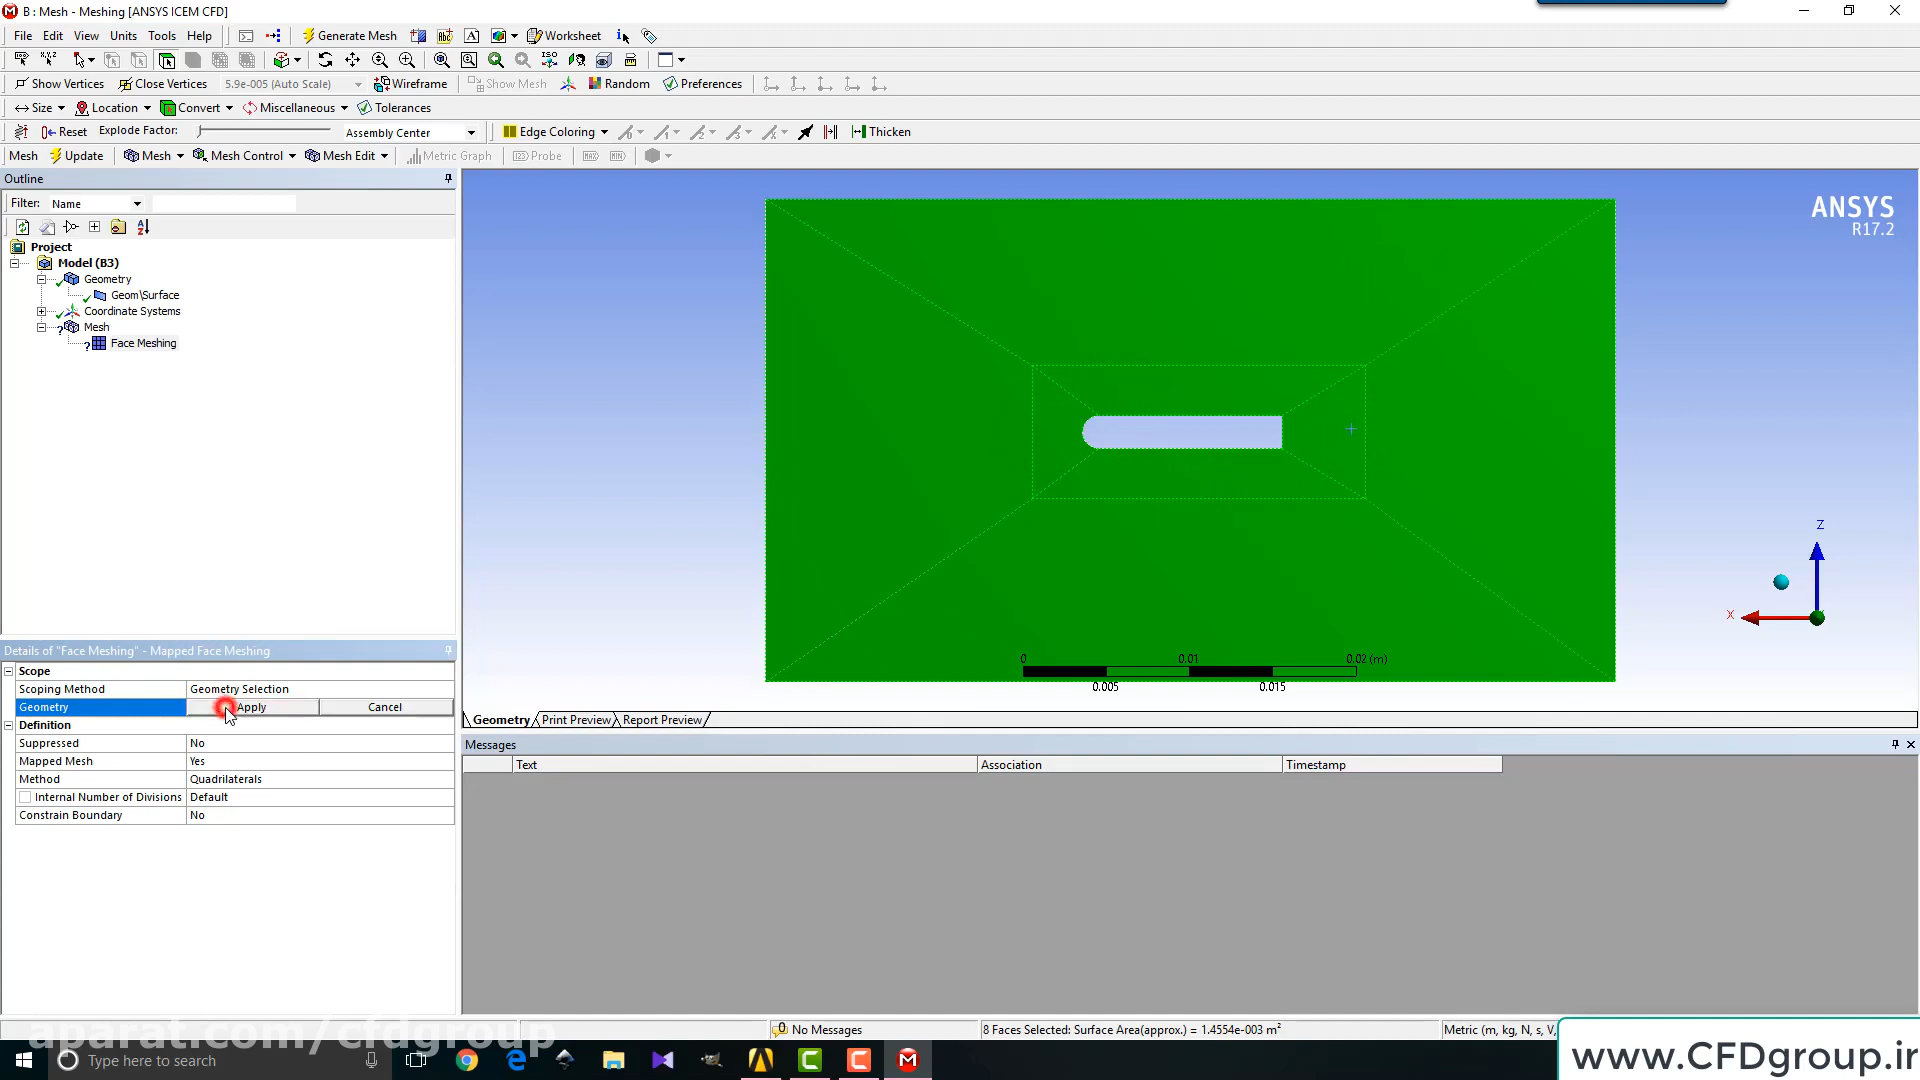 B : Mesh - Meshing [ANSYS ICEM CFD]
File Edit View Units Tools Help Generate Mesh Worksheet
Show Vertices Close Vertices 5.9e-005 (Auto Scale) Wireframe Show Mesh Random Preferences
Size Location Convert Miscellaneous Tolerances
Reset Explode Factor: Assembly Center Edge Coloring Thicken
Mesh Update Mesh Mesh Control Mesh Edit Metric Graph Probe
Outline
Filter: Name
Project
Model (B3)
Geometry
Geom\Surface
Coordinate Systems
Mesh
Face Meshing
ANSYS
R17.2
Z
X
0 0.01 0.02 (m)
0.005 0.015
Geometry Print Preview Report Preview
Details of "Face Meshing" - Mapped Face Meshing
Scope
Scoping Method Geometry Selection
Geometry Apply Cancel
Definition
Suppressed No
Mapped Mesh Yes
Method Quadrilaterals
Internal Number of Divisions Default
Constrain Boundary No
Messages
Text Association Timestamp
No Messages 8 Faces Selected: Surface Area(approx.) = 1.4554e-003 m² Metric (m, kg, N, s, V,
aparat.com/cfdgroup
Type here to search
www.CFDgroup.ir